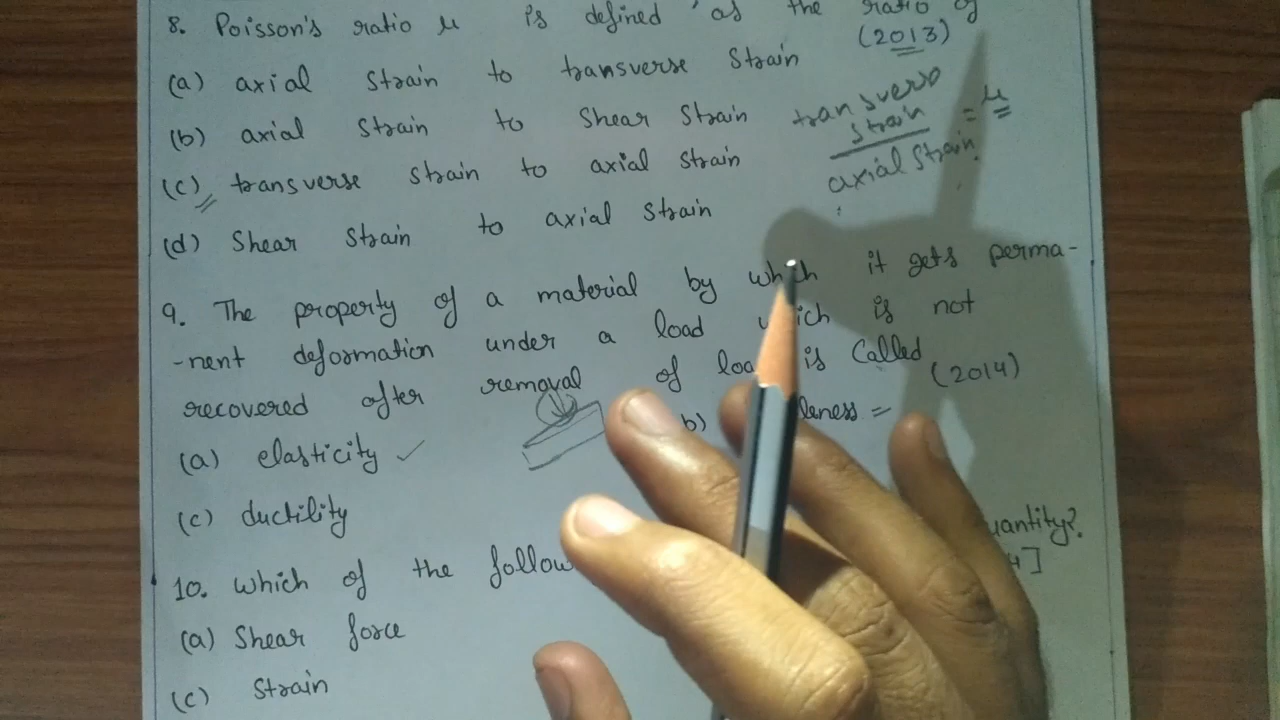 8. Poisson's ratio μ is defined as the ratio of
(2013)
(a) axial strain to transverse strain
(b) axial strain to shear strain
transverse strain / axial strain = μ
(c) transverse strain to axial strain
(d) shear strain to axial strain
9. The property of a material by which it gets perma-
-nent deformation under a load which is not
recovered after removal of load is called
(2014)
(a) elasticity ✓ b)
(c) ductility
10. which of the
(a) shear force
(c) strain